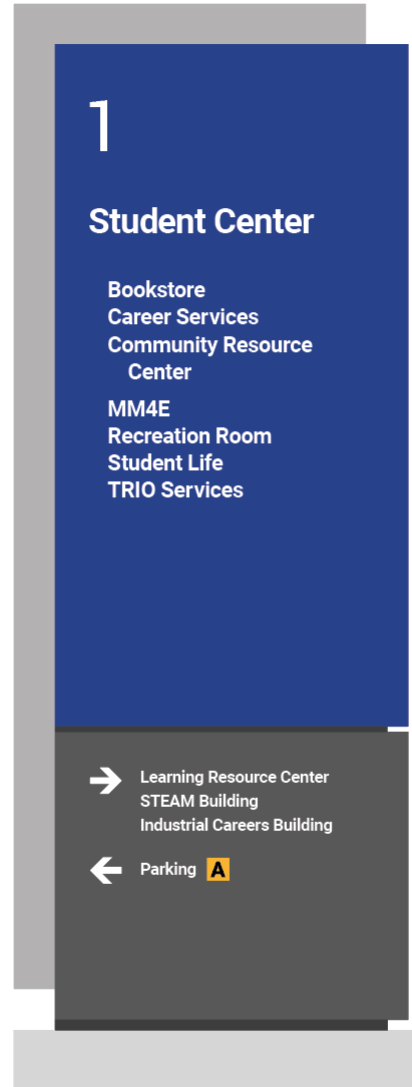 1
Student Center
Bookstore
Career Services
Community Resource
Center
MM4E
Recreation Room
Student Life
TRIO Services
Learning Resource Center
STEAM Building
Industrial Careers Building
Parking A